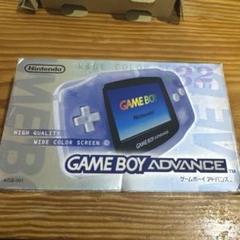 Nintendo
WIDE COLOR
32
GAME BOY
Nintendo
HIGH QUALITY
WIDE COLOR SCREEN
GAME BOY ADVANCE
ゲームボーイ アドバンス